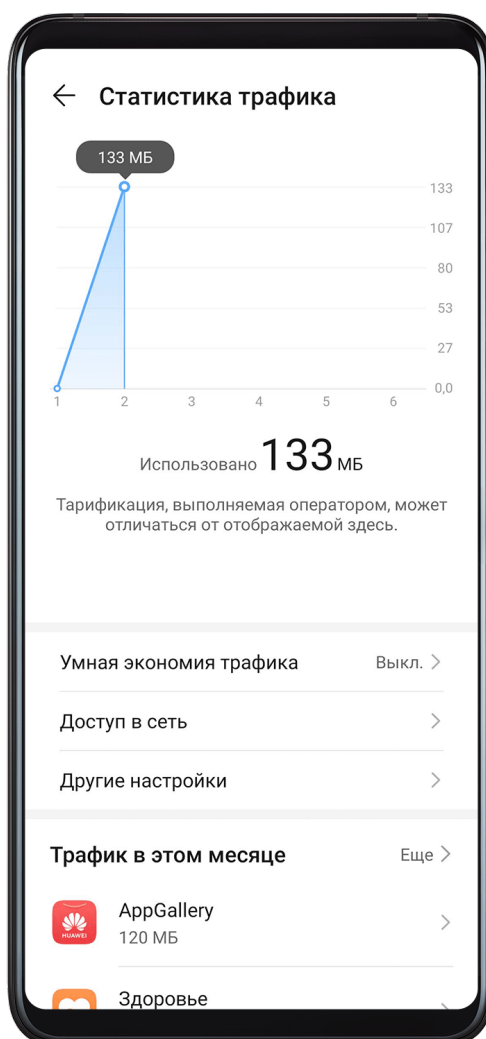 Статистика трафика
133 МБ
133
107
80
53
27
0,0
1 2 3 4 5 6
Использовано 133 МБ
Тарификация, выполняемая оператором, может
отличаться от отображаемой здесь.
Умная экономия трафика Выкл.
Доступ в сеть
Другие настройки
Трафик в этом месяце Еще
AppGallery
HUAWEI
120 МБ
Здоровье